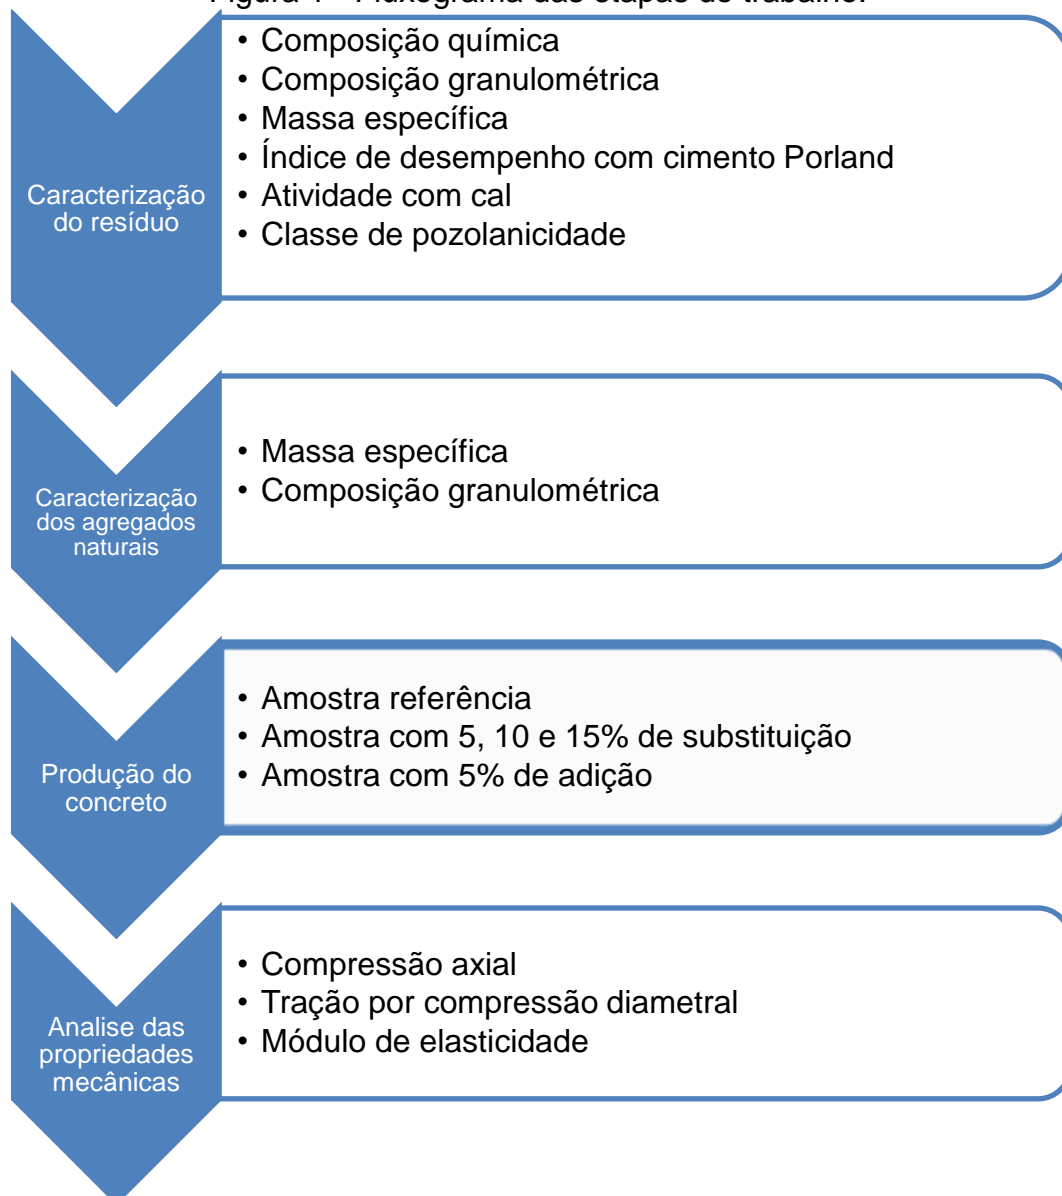 • Composição química
• Composição granulométrica
• Massa específica
• Índice de desempenho com cimento Porland
• Atividade com cal
• Classe de pozolanicidade
Caracterização
do resíduo
• Massa específica
• Composição granulométrica
Caracterização
dos agregados
naturais
• Amostra referência
• Amostra com 5, 10 e 15% de substituição
• Amostra com 5% de adição
Produção do
concreto
• Compressão axial
• Tração por compressão diametral
• Módulo de elasticidade
Analise das
propriedades
mecânicas